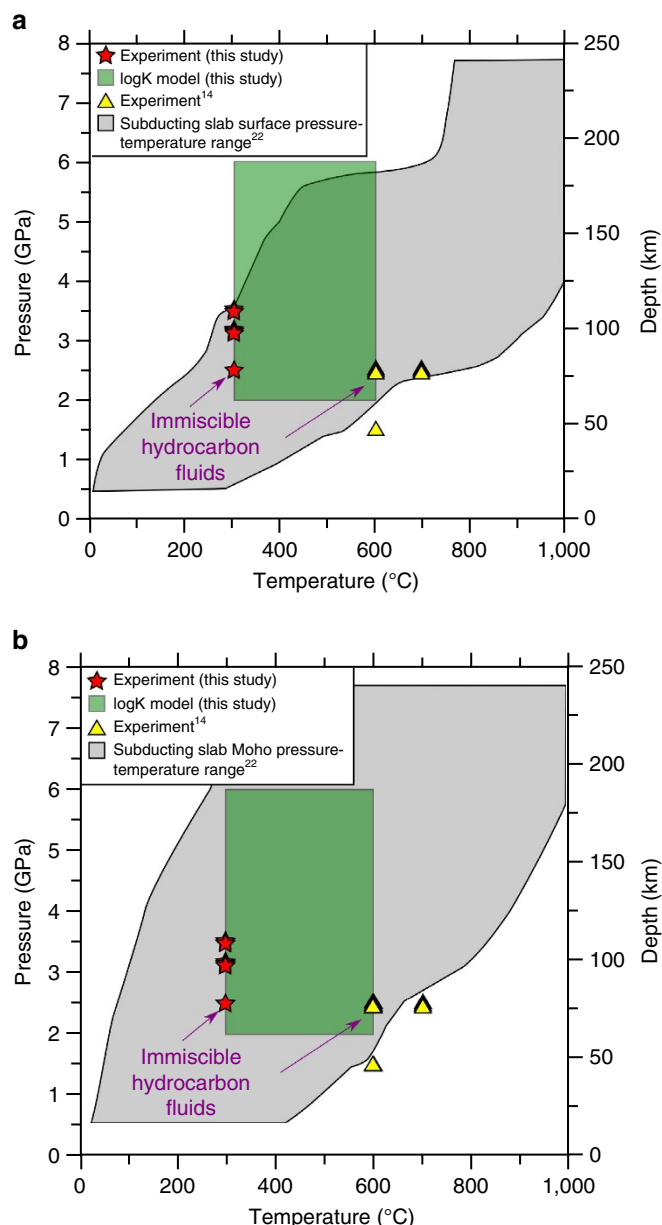 a
8
7
6
5
4
3
2
1
0
Pressure (GPa)
Experiment (this study)
logK model (this study)
Experiment¹⁴
Subducting slab surface pressure-
temperature range²²
Immiscible
hydrocarbon
fluids
250
200
150
100
50
0
Depth (km)
0
200
400
600
800
1,000
Temperature (°C)
b
8
7
6
5
4
3
2
1
0
Pressure (GPa)
Experiment (this study)
logK model (this study)
Experiment¹⁴
Subducting slab Moho pressure-
temperature range²²
Immiscible
hydrocarbon
fluids
250
200
150
100
50
0
Depth (km)
0
200
400
600
800
1,000
Temperature (°C)